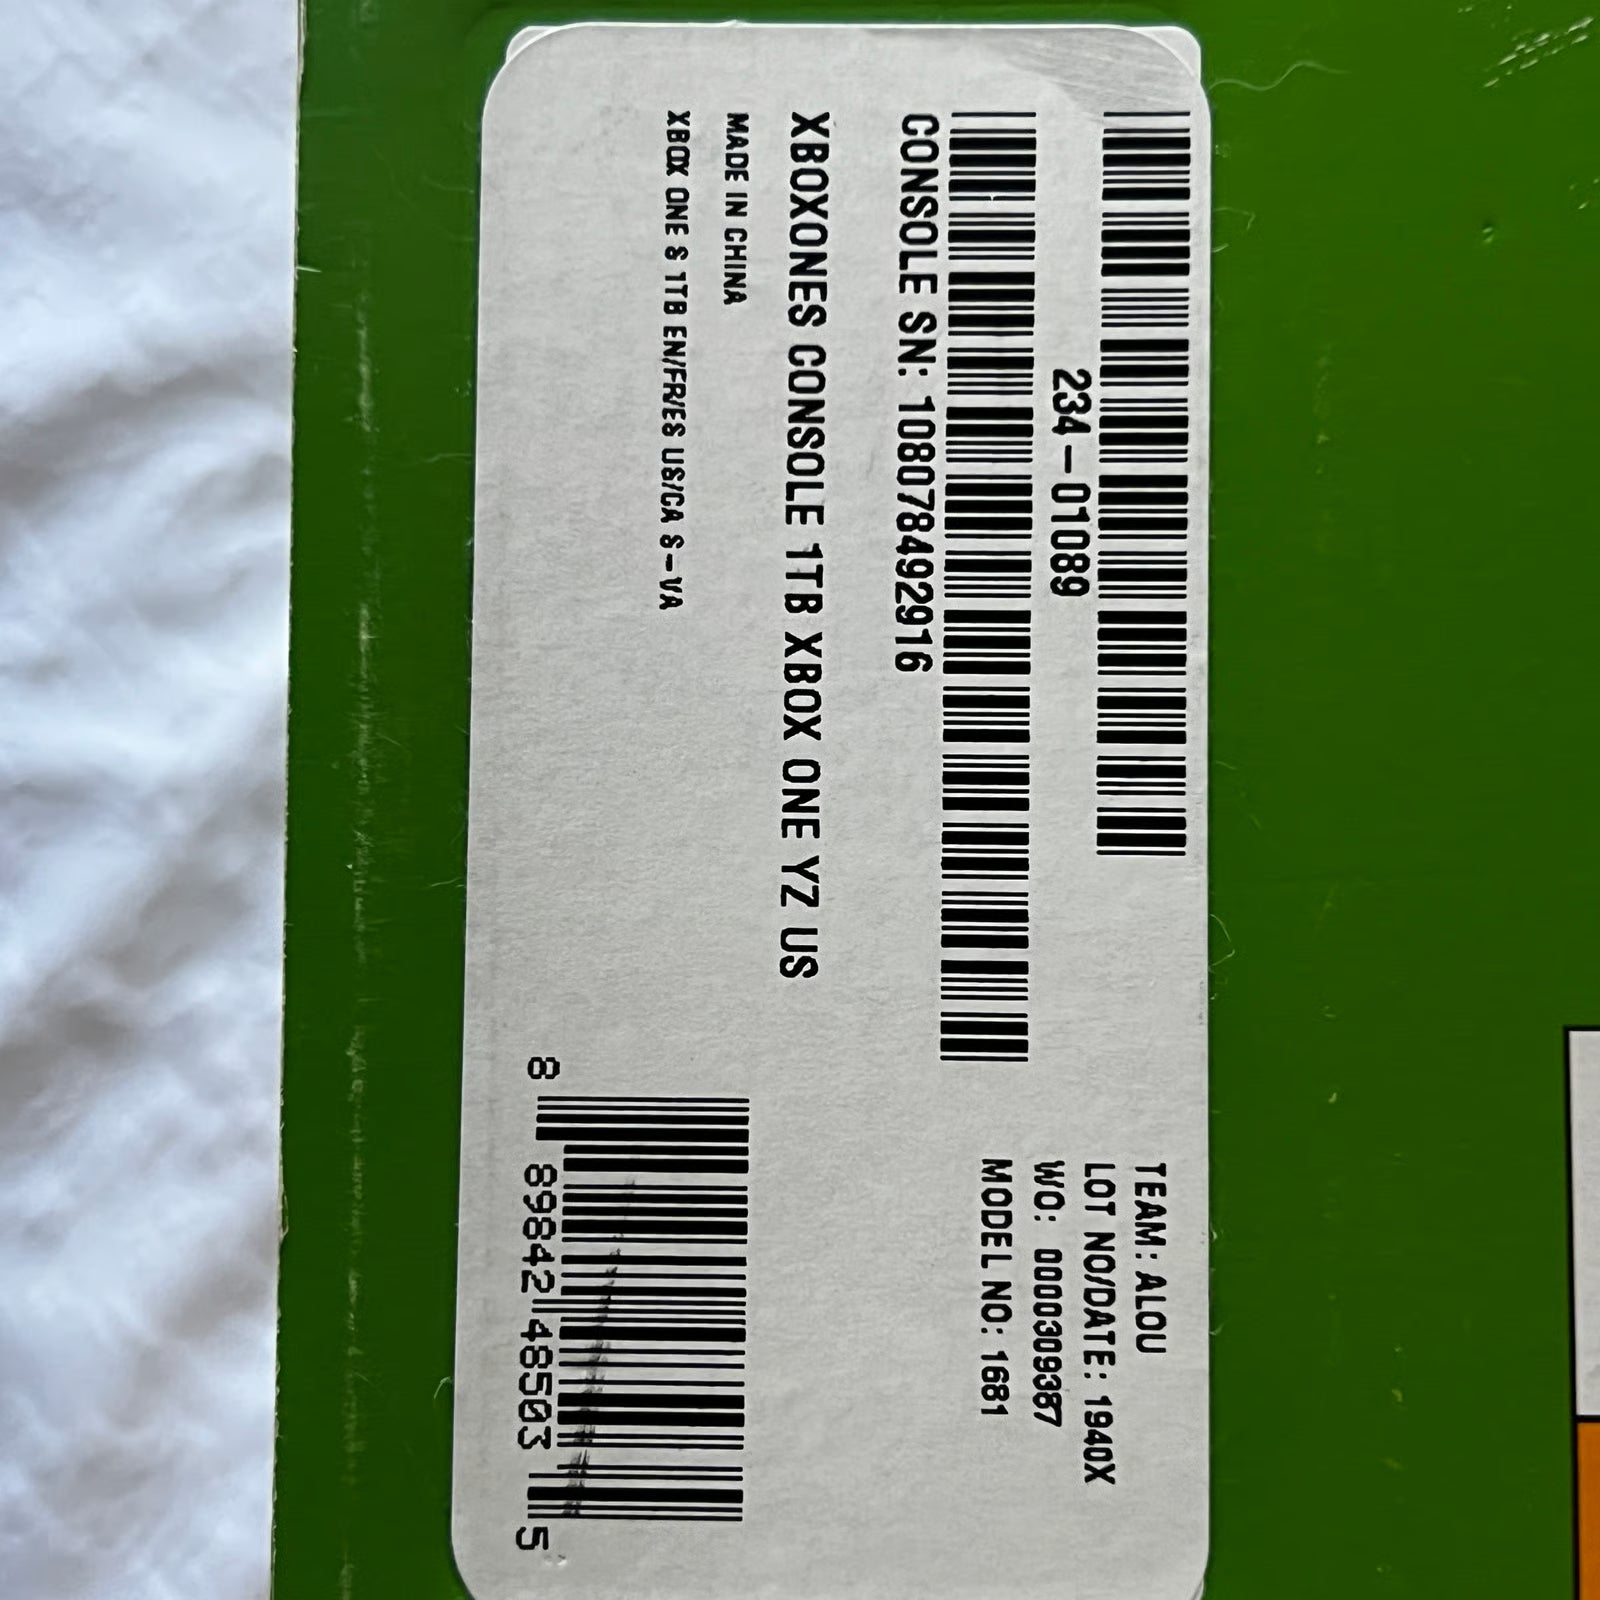 234-01089
CONSOLE SN: 108078492916
XBOXONES CONSOLE 1TB XBOX ONE YZ US
MADE IN CHINA
XBOX ONE S 1TB EN/FR/ES US/CA S-VA
TEAM: ALOU
LOT NO/DATE: 1940X
WO: 0000309387
MODEL NO: 1681
8 89842 48503 5